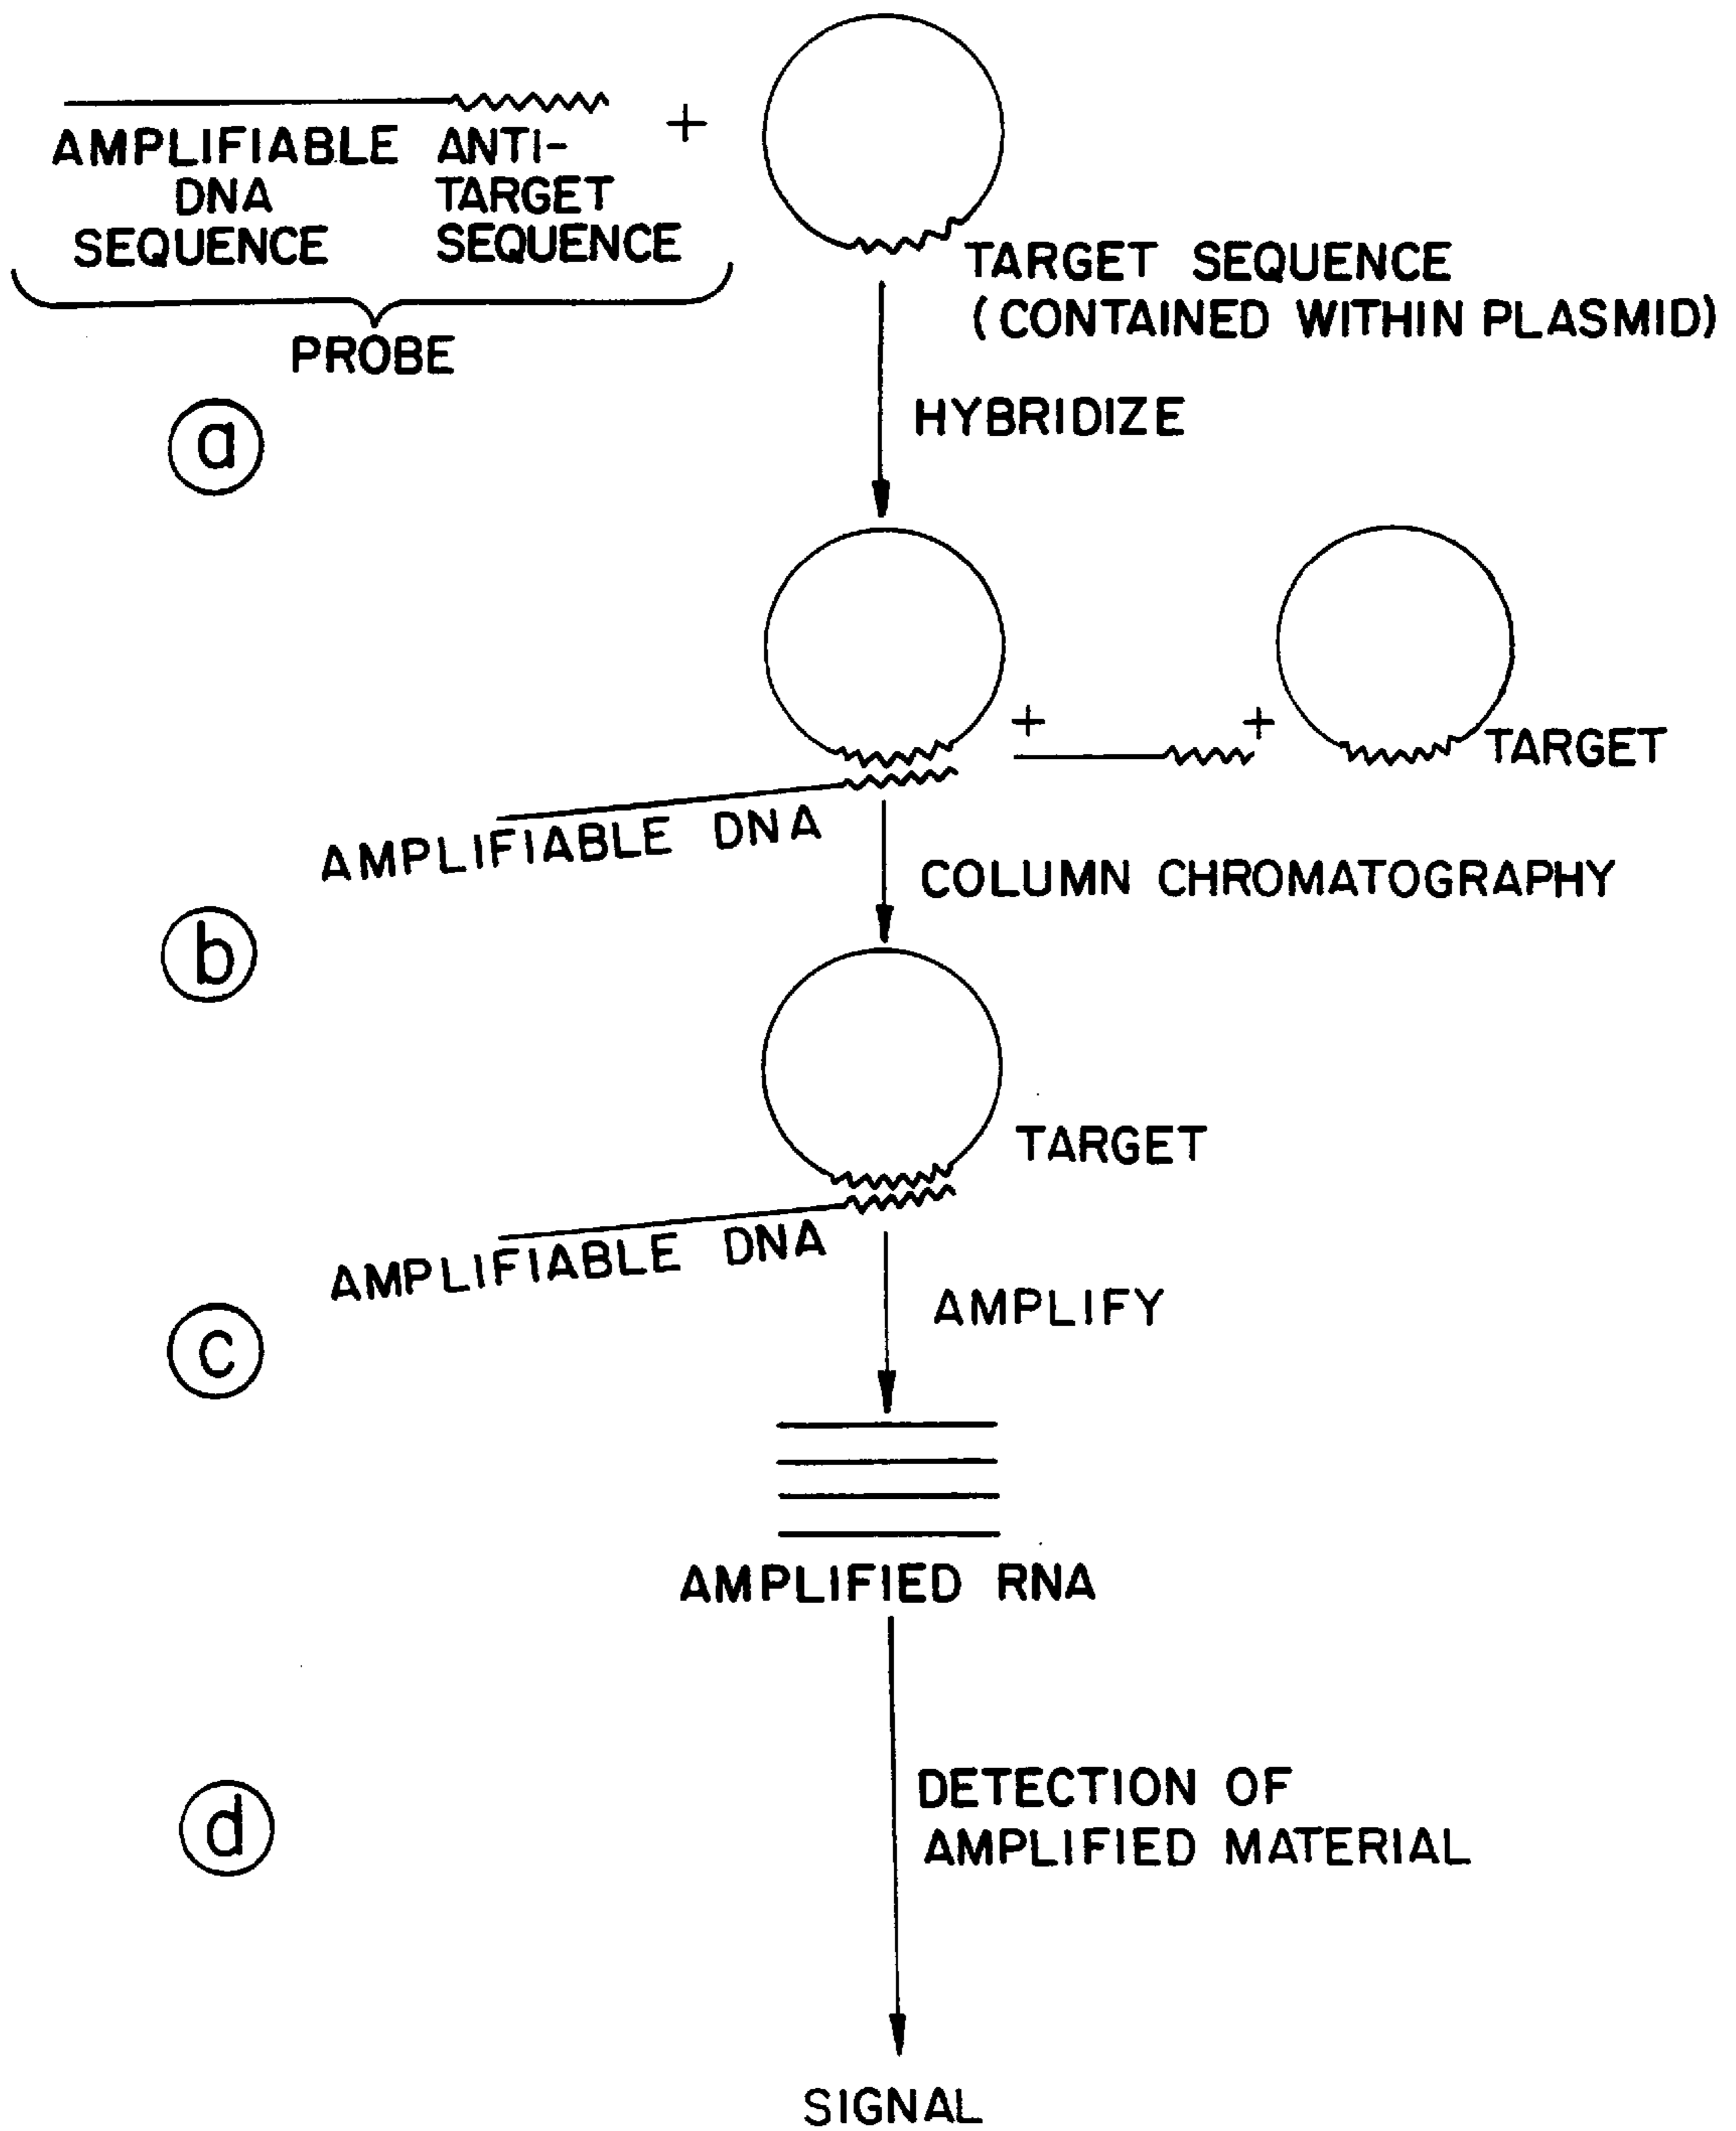 AMPLIFIABLE
DNA
SEQUENCE
ANTI-
TARGET
SEQUENCE
+
TARGET SEQUENCE
(CONTAINED WITHIN PLASMID)
PROBE
a
HYBRIDIZE
+
+
TARGET
AMPLIFIABLE DNA
COLUMN CHROMATOGRAPHY
b
TARGET
AMPLIFIABLE DNA
AMPLIFY
c
AMPLIFIED RNA
DETECTION OF
AMPLIFIED MATERIAL
d
SIGNAL